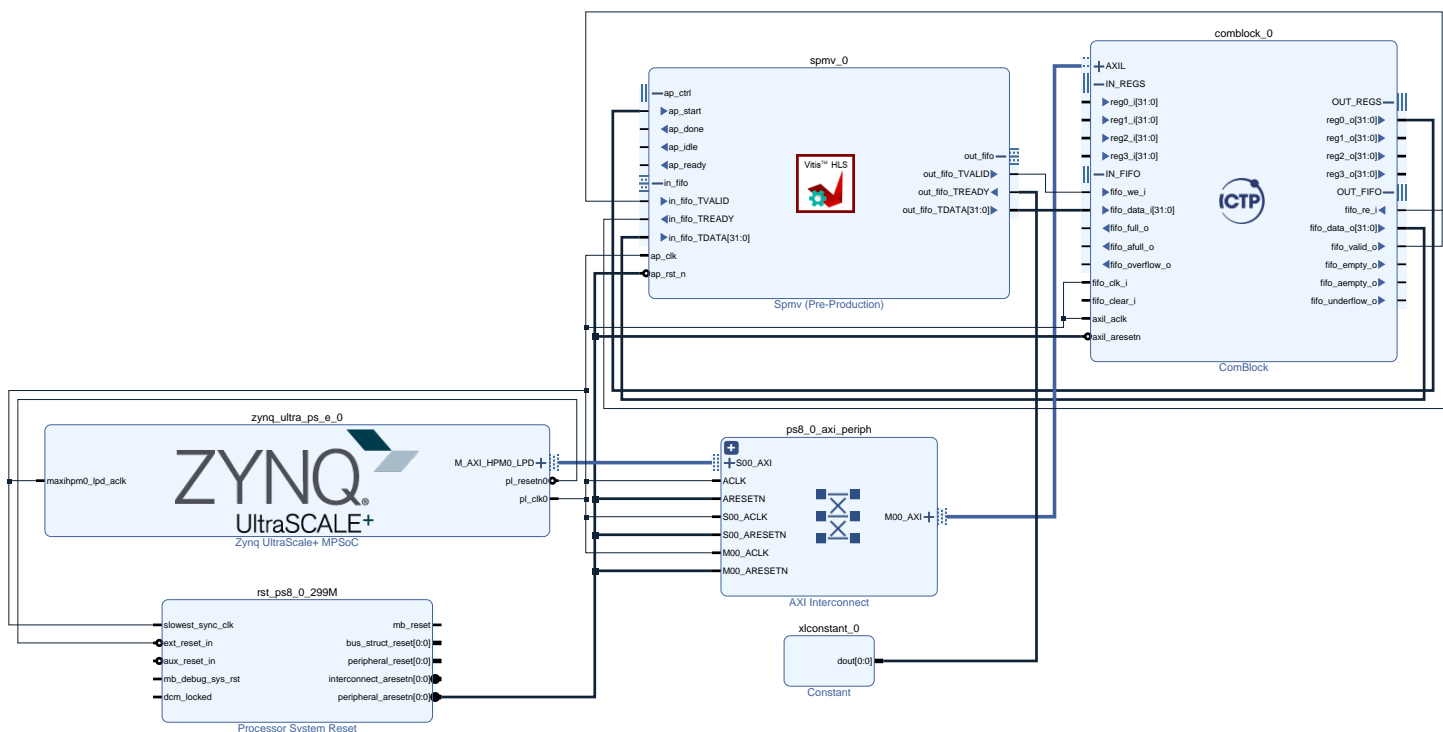 spmv_0
ap_ctrl
ap_start
ap_done
ap_idle
ap_ready
in_fifo
in_fifo_TVALID
in_fifo_TREADY
in_fifo_TDATA[31:0]
ap_clk
ap_rst_n
Vitis™ HLS
out_fifo
out_fifo_TVALID
out_fifo_TREADY
out_fifo_TDATA[31:0]
Spmv (Pre-Production)
comblock_0
AXIL
IN_REGS
reg0_i[31:0]
reg1_i[31:0]
reg2_i[31:0]
reg3_i[31:0]
IN_FIFO
fifo_we_i
fifo_data_i[31:0]
fifo_full_o
fifo_afull_o
fifo_overflow_o
fifo_clk_i
fifo_clear_i
axil_aclk
axil_aresetn
ICTP
OUT_REGS
reg0_o[31:0]
reg1_o[31:0]
reg2_o[31:0]
reg3_o[31:0]
OUT_FIFO
fifo_re_i
fifo_data_o[31:0]
fifo_valid_o
fifo_empty_o
fifo_aempty_o
fifo_underflow_o
ComBlock
zynq_ultra_ps_e_0
maxihpm0_lpd_aclk
ZYNQ®
UltraSCALE+
M_AXI_HPM0_LPD
pl_resetn0
pl_clk0
Zynq UltraScale+ MPSoC
ps8_0_axi_periph
S00_AXI
ACLK
ARESETN
S00_ACLK
S00_ARESETN
M00_ACLK
M00_ARESETN
M00_AXI
AXI Interconnect
rst_ps8_0_299M
slowest_sync_clk
ext_reset_in
aux_reset_in
mb_debug_sys_rst
dcm_locked
mb_reset
bus_struct_reset[0:0]
peripheral_reset[0:0]
interconnect_aresetn[0:0]
peripheral_aresetn[0:0]
Processor System Reset
xlconstant_0
dout[0:0]
Constant